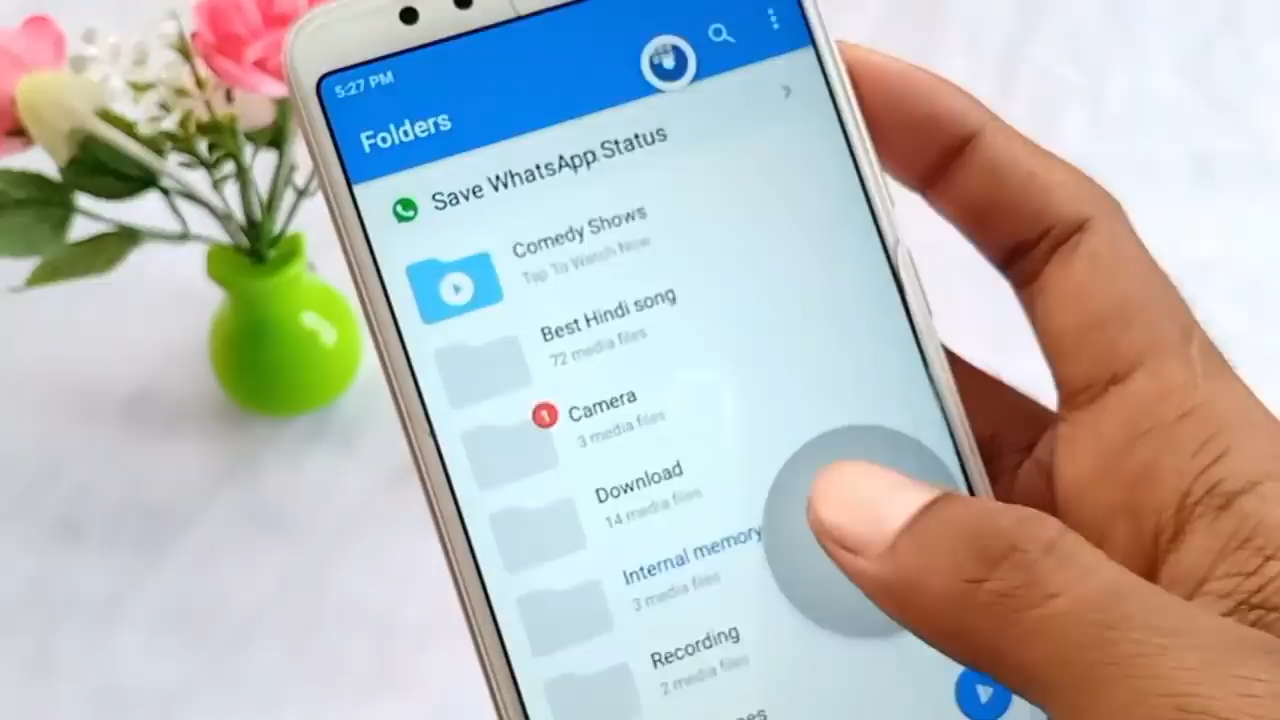 5:27 PM
Folders
Save WhatsApp Status
Comedy Shows
Tap To Watch Now
Best Hindi song
72 media files
1
Camera
3 media files
Download
14 media files
Internal memory
3 media files
Recording
2 media files